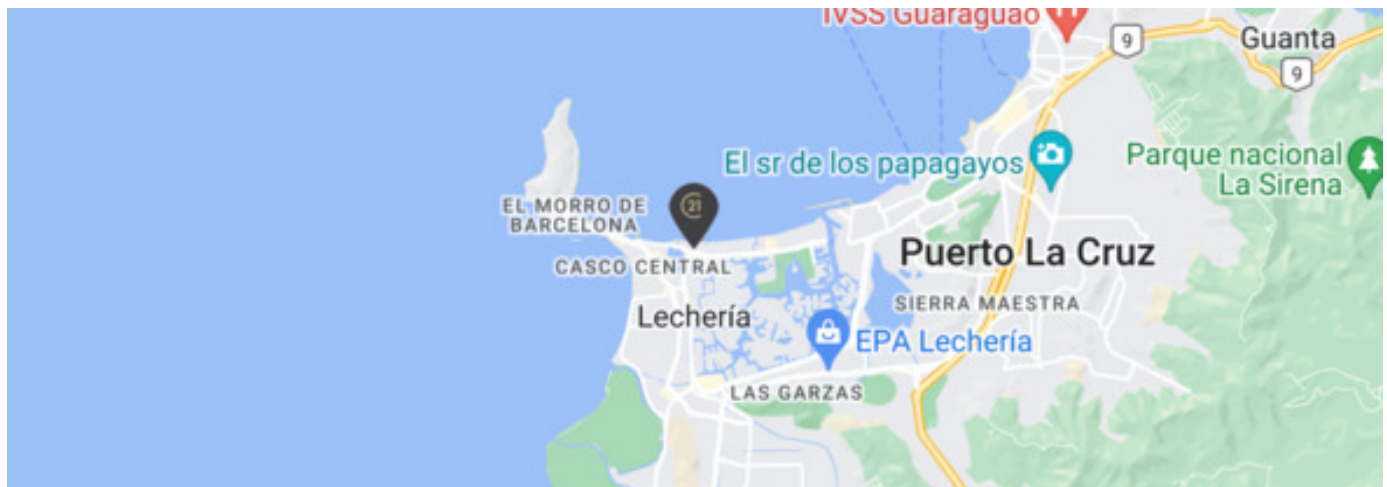 IVSS Guaraguao
9
Guanta
9
El sr de los papagayos
Parque nacional
La Sirena
EL MORRO DE
BARCELONA
21
CASCO CENTRAL
Puerto La Cruz
SIERRA MAESTRA
Lechería
EPA Lechería
LAS GARZAS